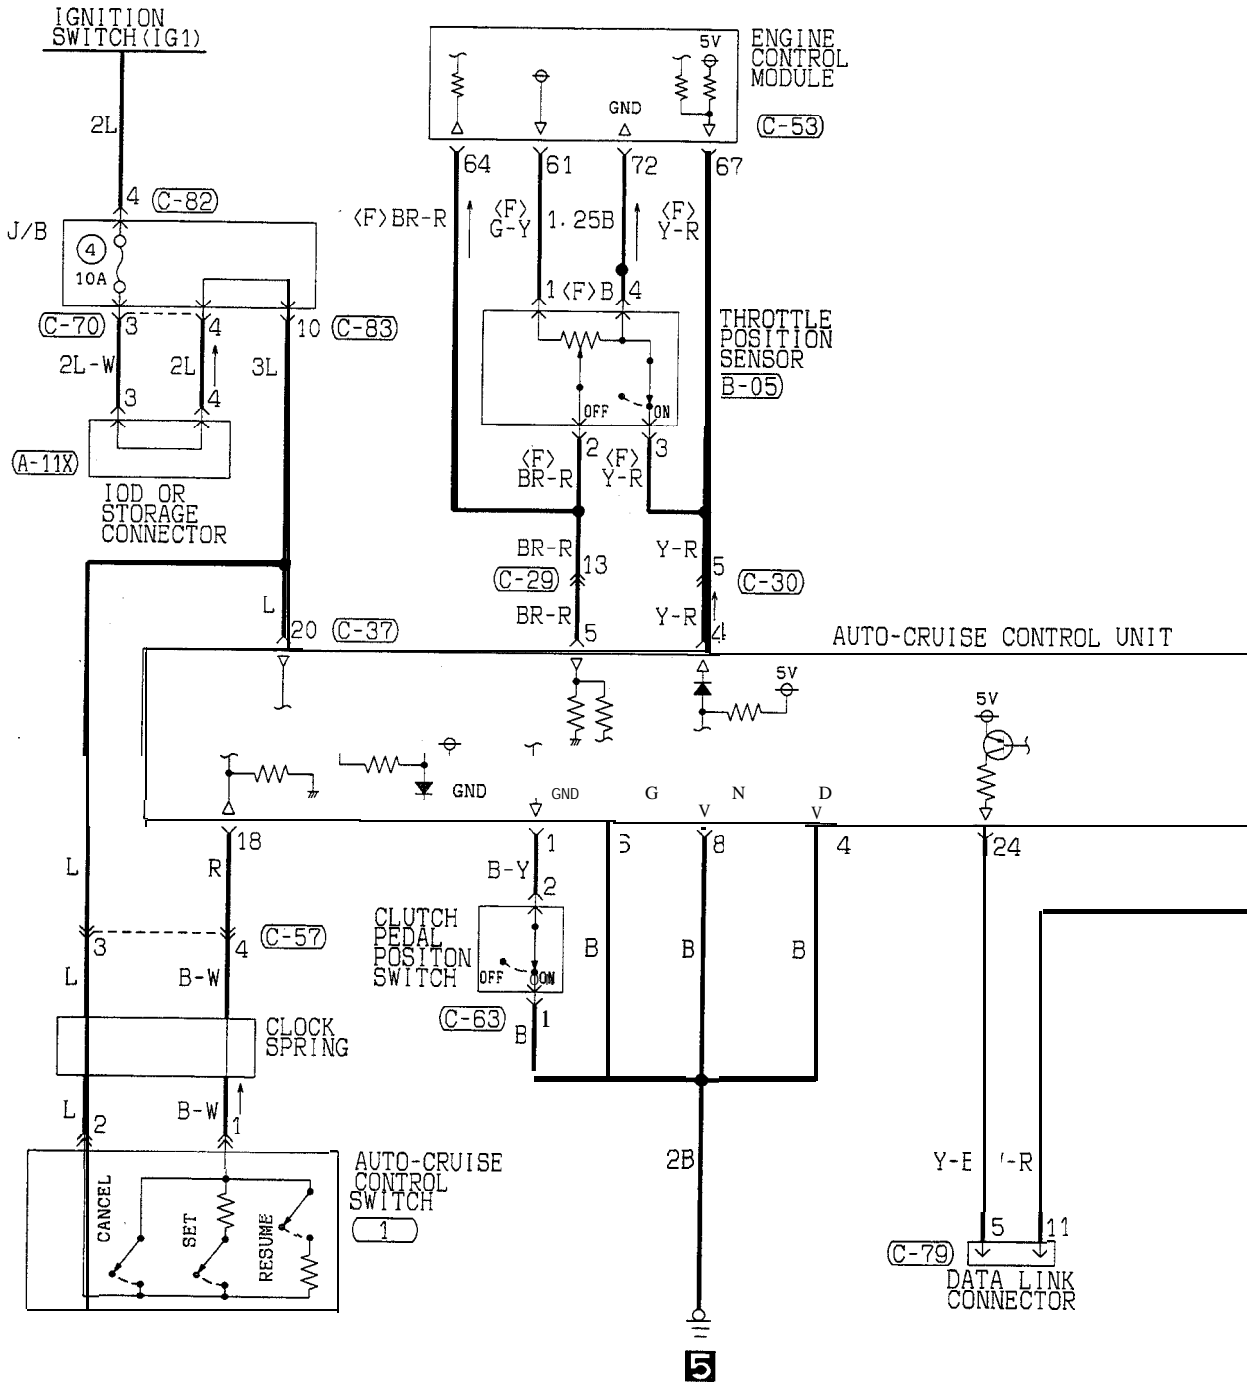 IGNITION
SWITCH(IG1)
2L
4
C-82
J/B
4
10A
C-70
3
4
10
C-83
2L-W
2L
3L
3
4
A-11X
IOD OR
STORAGE
CONNECTOR
5V
ENGINE
CONTROL
MODULE
GND
C-53
64
61
72
67
<F>BR-R
<F>
G-Y
1.25B
<F>
Y-R
1
<F>B
4
THROTTLE
POSITION
SENSOR
B-05
OFF
ON
2
3
<F>
BR-R
<F>
Y-R
BR-R
13
Y-R
5
C-29
C-30
BR-R
5
Y-R
4
L
20
C-37
AUTO-CRUISE CONTROL UNIT
5V
5V
GND
GND
G N D
V V
18
1
8
4
24
L
R
B-Y
2
CLUTCH
PEDAL
POSITON
SWITCH
OFF
ON
B
B
B
3
4
C-57
L
B-W
C-63
1
B
CLOCK
SPRING
L
2
B-W
1
2B
AUTO-CRUISE
CONTROL
SWITCH
1
CANCEL
SET
RESUME
-R
5
11
C-79
DATA LINK
CONNECTOR
5